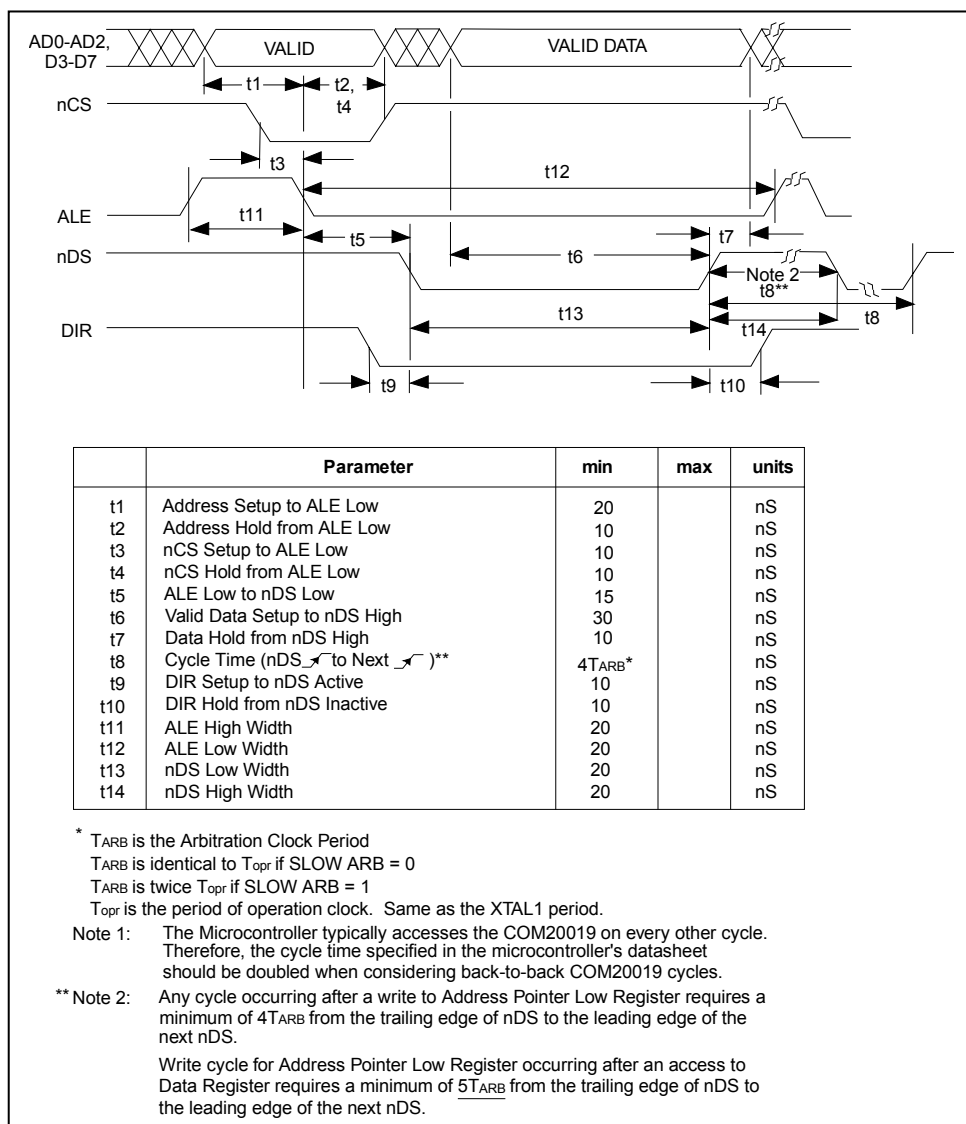 AD0-AD2,
D3-D7
VALID
VALID DATA
t1
t2,
t4
nCS
t3
t12
ALE
t11
t5
t7
nDS
t6
Note 2
t8**
t8
t13
t14
DIR
t9
t10
Parameter min max units
t1 Address Setup to ALE Low 20 nS
t2 Address Hold from ALE Low 10 nS
t3 nCS Setup to ALE Low 10 nS
t4 nCS Hold from ALE Low 10 nS
t5 ALE Low to nDS Low 15 nS
t6 Valid Data Setup to nDS High 30 nS
t7 Data Hold from nDS High 10 nS
t8 Cycle Time (nDS to Next )** 4TARB* nS
t9 DIR Setup to nDS Active 10 nS
t10 DIR Hold from nDS Inactive 10 nS
t11 ALE High Width 20 nS
t12 ALE Low Width 20 nS
t13 nDS Low Width 20 nS
t14 nDS High Width 20 nS
* TARB is the Arbitration Clock Period
TARB is identical to Topr if SLOW ARB = 0
TARB is twice Topr if SLOW ARB = 1
Topr is the period of operation clock. Same as the XTAL1 period.
Note 1: The Microcontroller typically accesses the COM20019 on every other cycle.
Therefore, the cycle time specified in the microcontroller's datasheet
should be doubled when considering back-to-back COM20019 cycles.
** Note 2: Any cycle occurring after a write to Address Pointer Low Register requires a
minimum of 4TARB from the trailing edge of nDS to the leading edge of the
next nDS.
Write cycle for Address Pointer Low Register occurring after an access to
Data Register requires a minimum of 5TARB from the trailing edge of nDS to
the leading edge of the next nDS.